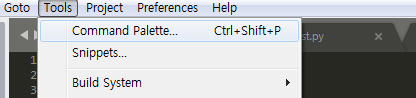 Goto Tools Project Preferences Help
Command Palette... Ctrl+Shift+P
st.py
1
Snippets...
2
3
Build System